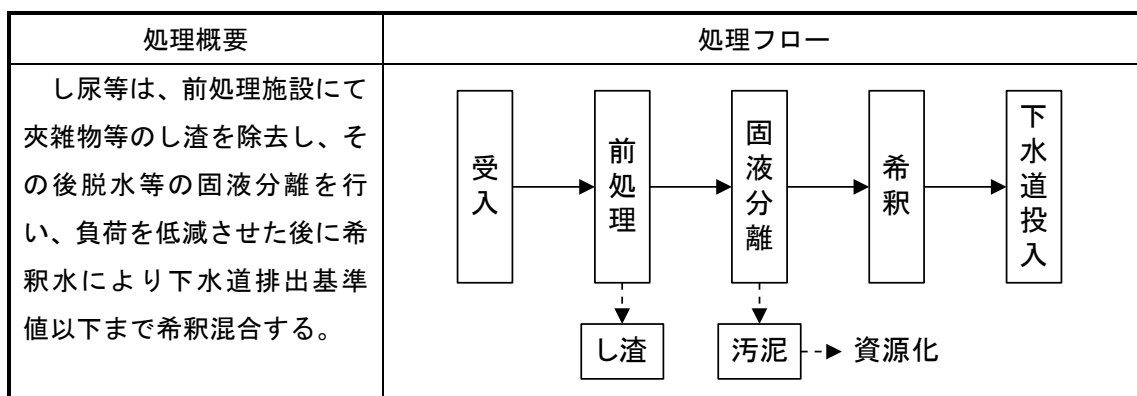 処理概要
処理フロー
し尿等は、前処理施設にて
夾雑物等のし渣を除去し、そ
の後脱水等の固液分離を行
い、負荷を低減させた後に希
釈水により下水道排出基準
値以下まで希釈混合する。
受入
前処理
固液分離
希釈
下水道投入
し渣
汚泥
資源化